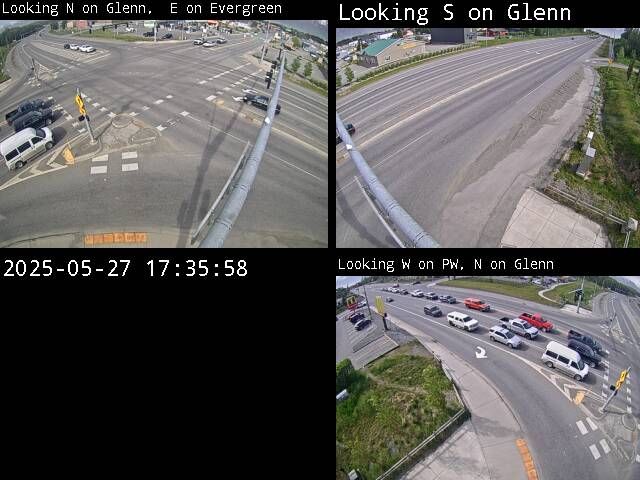 Looking N on Glenn,  E on Evergreen
Looking S on Glenn
2025-05-27 17:35:58
Looking W on PW, N on Glenn